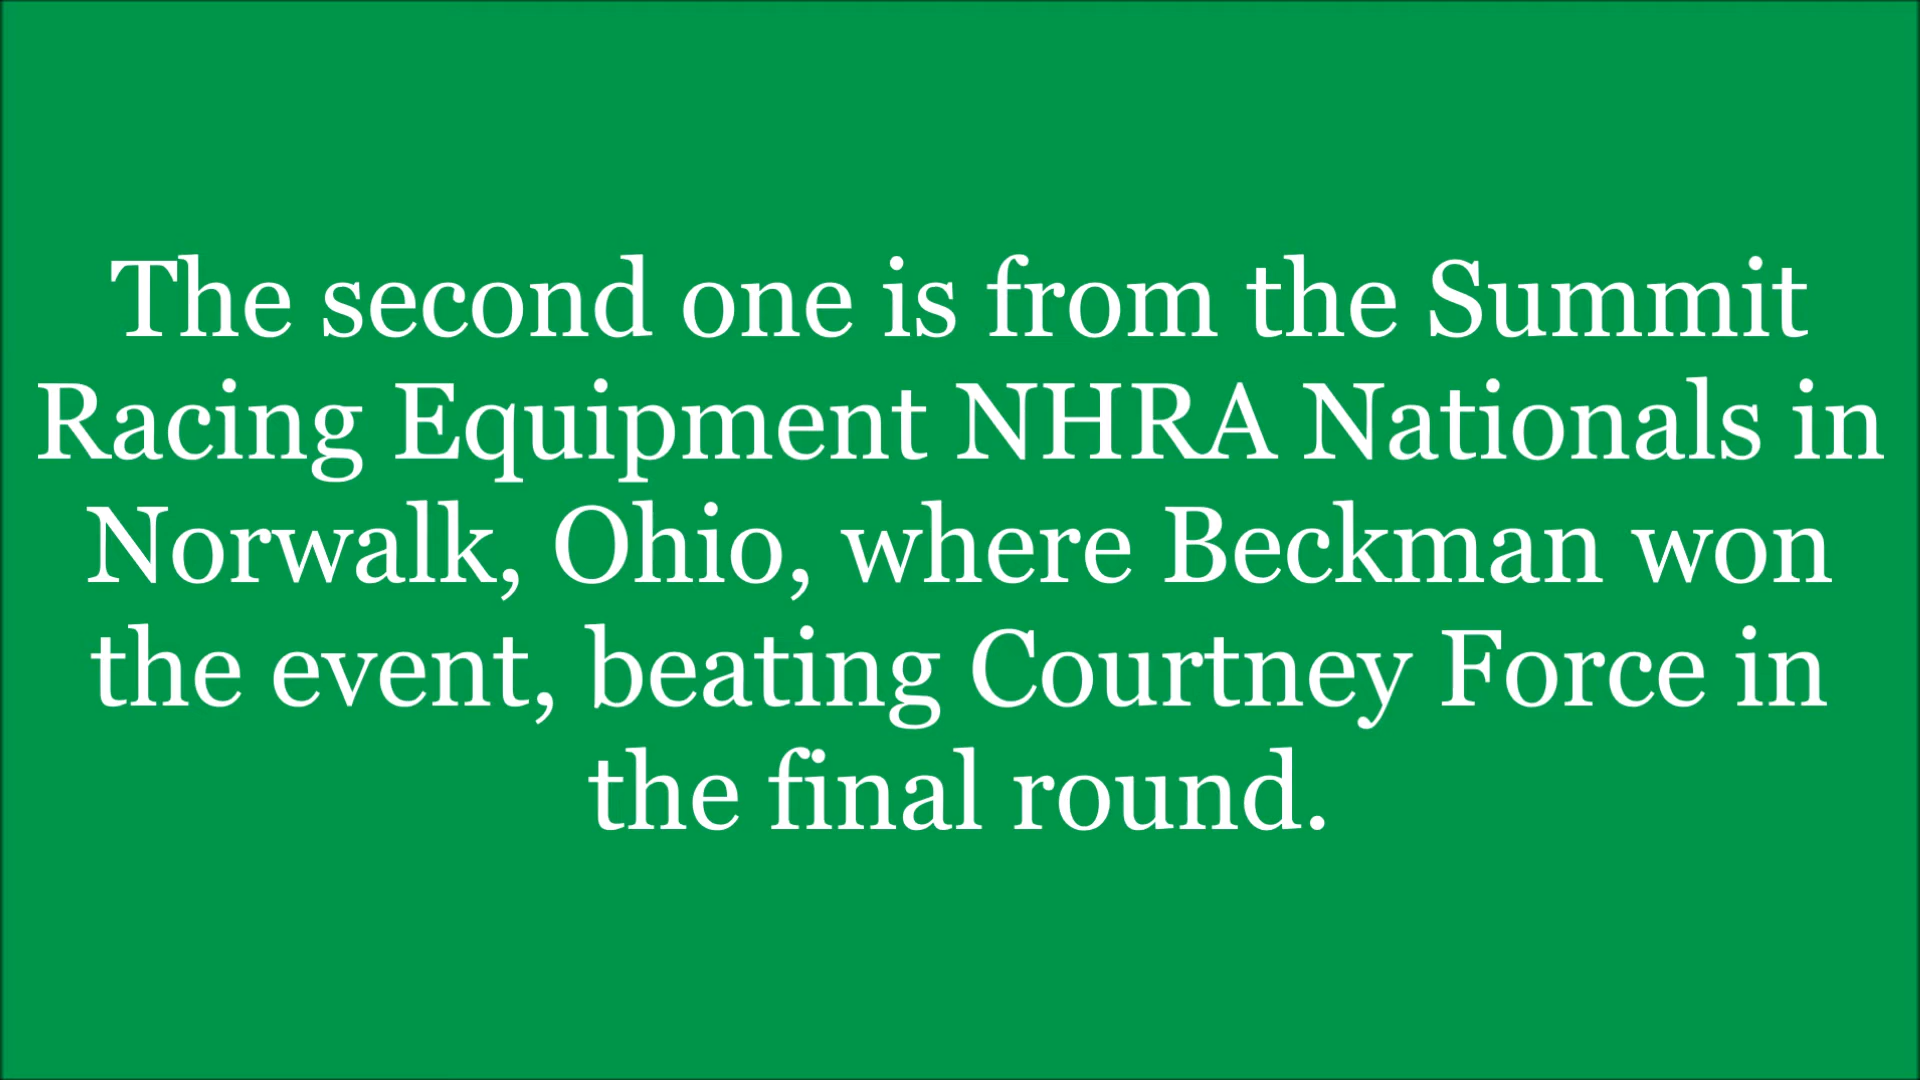 The second one is from the Summit
Racing Equipment NHRA Nationals in
Norwalk, Ohio, where Beckman won
the event, beating Courtney Force in
the final round.